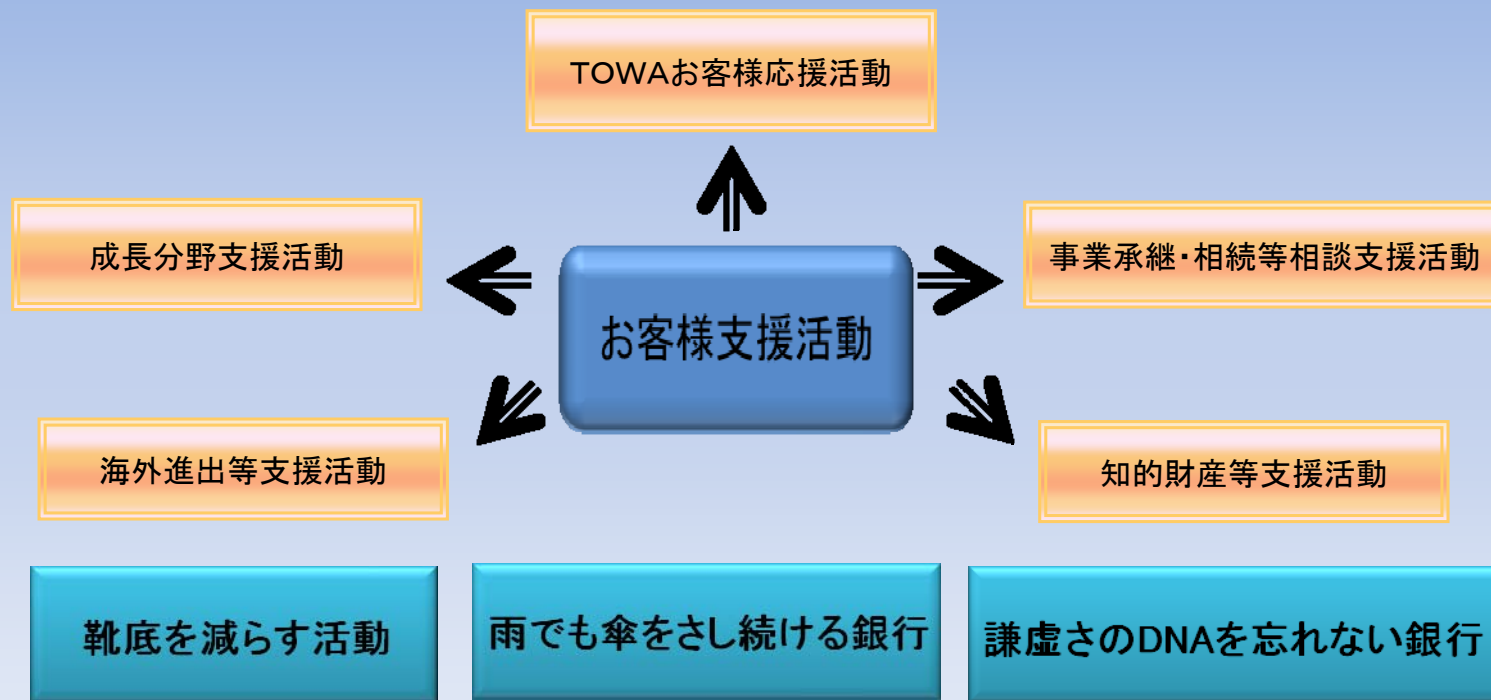 TOWAお客様応援活動
成長分野支援活動
事業承継・相続等相談支援活動
お客様支援活動
海外進出等支援活動
知的財産等支援活動
靴底を減らす活動
雨でも傘をさし続ける銀行
謙虚さのDNAを忘れない銀行